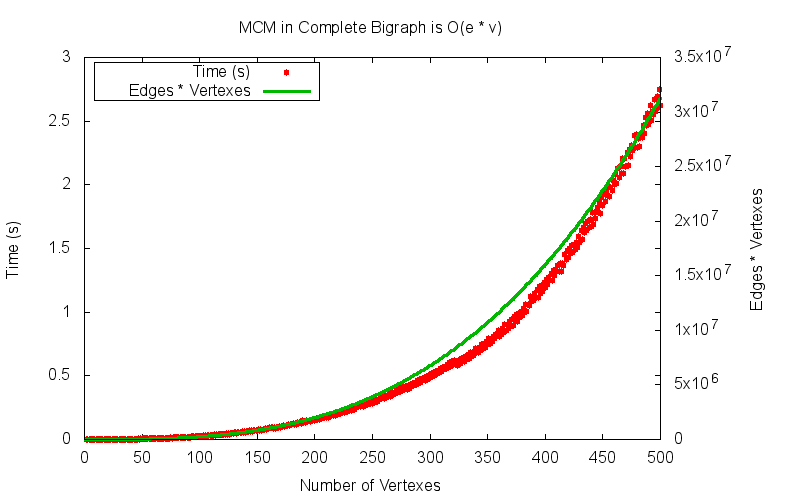 MCM in Complete Bigraph is O(e * v)
Time (s)
Edges * Vertexes
3
2.5
2
1.5
1
0.5
0
3.5x10^7
3x10^7
2.5x10^7
2x10^7
1.5x10^7
1x10^7
5x10^6
0
Time (s)
Edges * Vertexes
0 50 100 150 200 250 300 350 400 450 500
Number of Vertexes